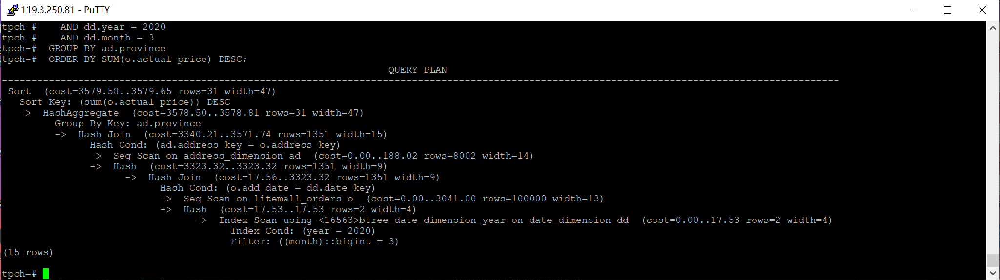 119.3.250.81 - PuTTY
tpch-#    AND dd.year = 2020
tpch-#    AND dd.month = 3
tpch-#  GROUP BY ad.province
tpch-#  ORDER BY SUM(o.actual_price) DESC;
QUERY PLAN
-----------------------------------------------------------------------------------------------------------------------------------------------
Sort  (cost=3579.58..3579.65 rows=31 width=47)
Sort Key: (sum(o.actual_price)) DESC
->  HashAggregate  (cost=3578.50..3578.81 rows=31 width=47)
Group By Key: ad.province
->  Hash Join  (cost=3340.21..3571.74 rows=1351 width=15)
Hash Cond: (ad.address_key = o.address_key)
->  Seq Scan on address_dimension ad  (cost=0.00..188.02 rows=8002 width=14)
->  Hash  (cost=3323.32..3323.32 rows=1351 width=9)
->  Hash Join  (cost=17.56..3323.32 rows=1351 width=9)
Hash Cond: (o.add_date = dd.date_key)
->  Seq Scan on litemall_orders o  (cost=0.00..3041.00 rows=100000 width=13)
->  Hash  (cost=17.53..17.53 rows=2 width=4)
->  Index Scan using <16563>btree_date_dimension_year on date_dimension dd  (cost=0.00..17.53 rows=2 width=4)
Index Cond: (year = 2020)
Filter: ((month)::bigint = 3)
(15 rows)
tpch=#